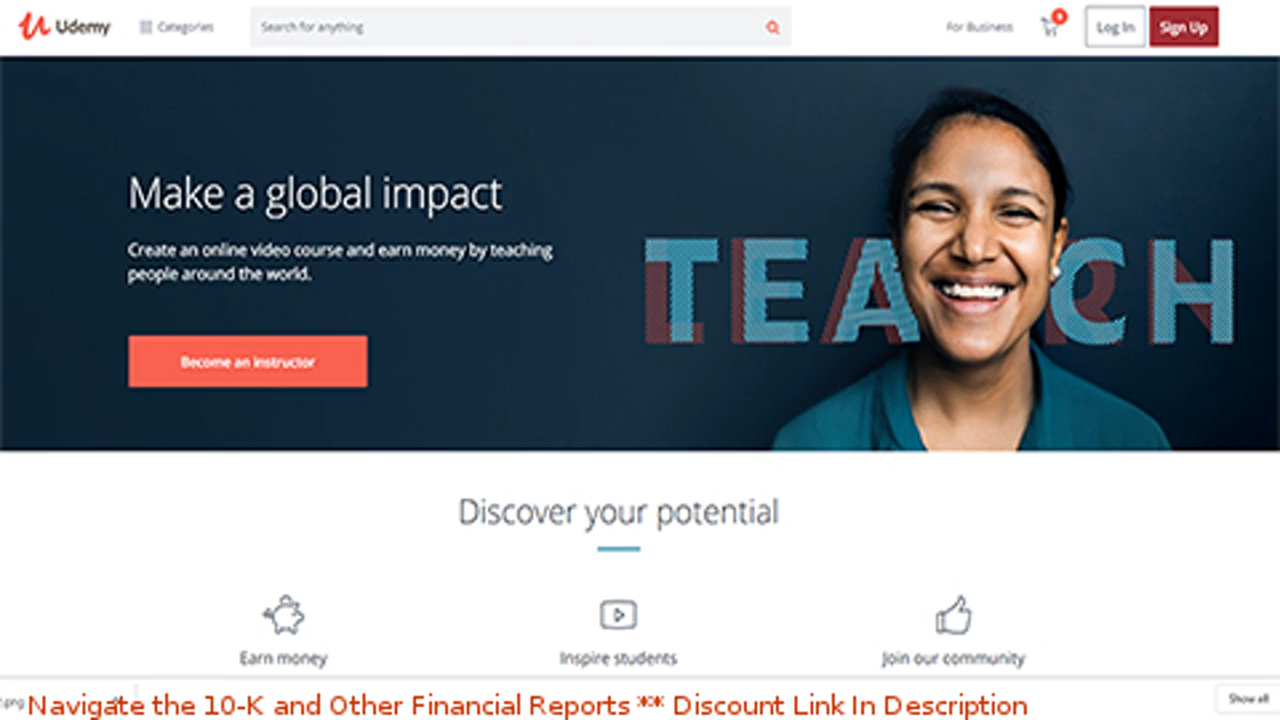 Udemy
Categories
Search for anything
For Business
Log In
Sign Up
Make a global impact
Create an online video course and earn money by teaching
people around the world.
TEACH
Become an instructor
Discover your potential
Earn money
Inspire students
Join our community
Show all
Navigate the 10-K and Other Financial Reports ** Discount Link In Description